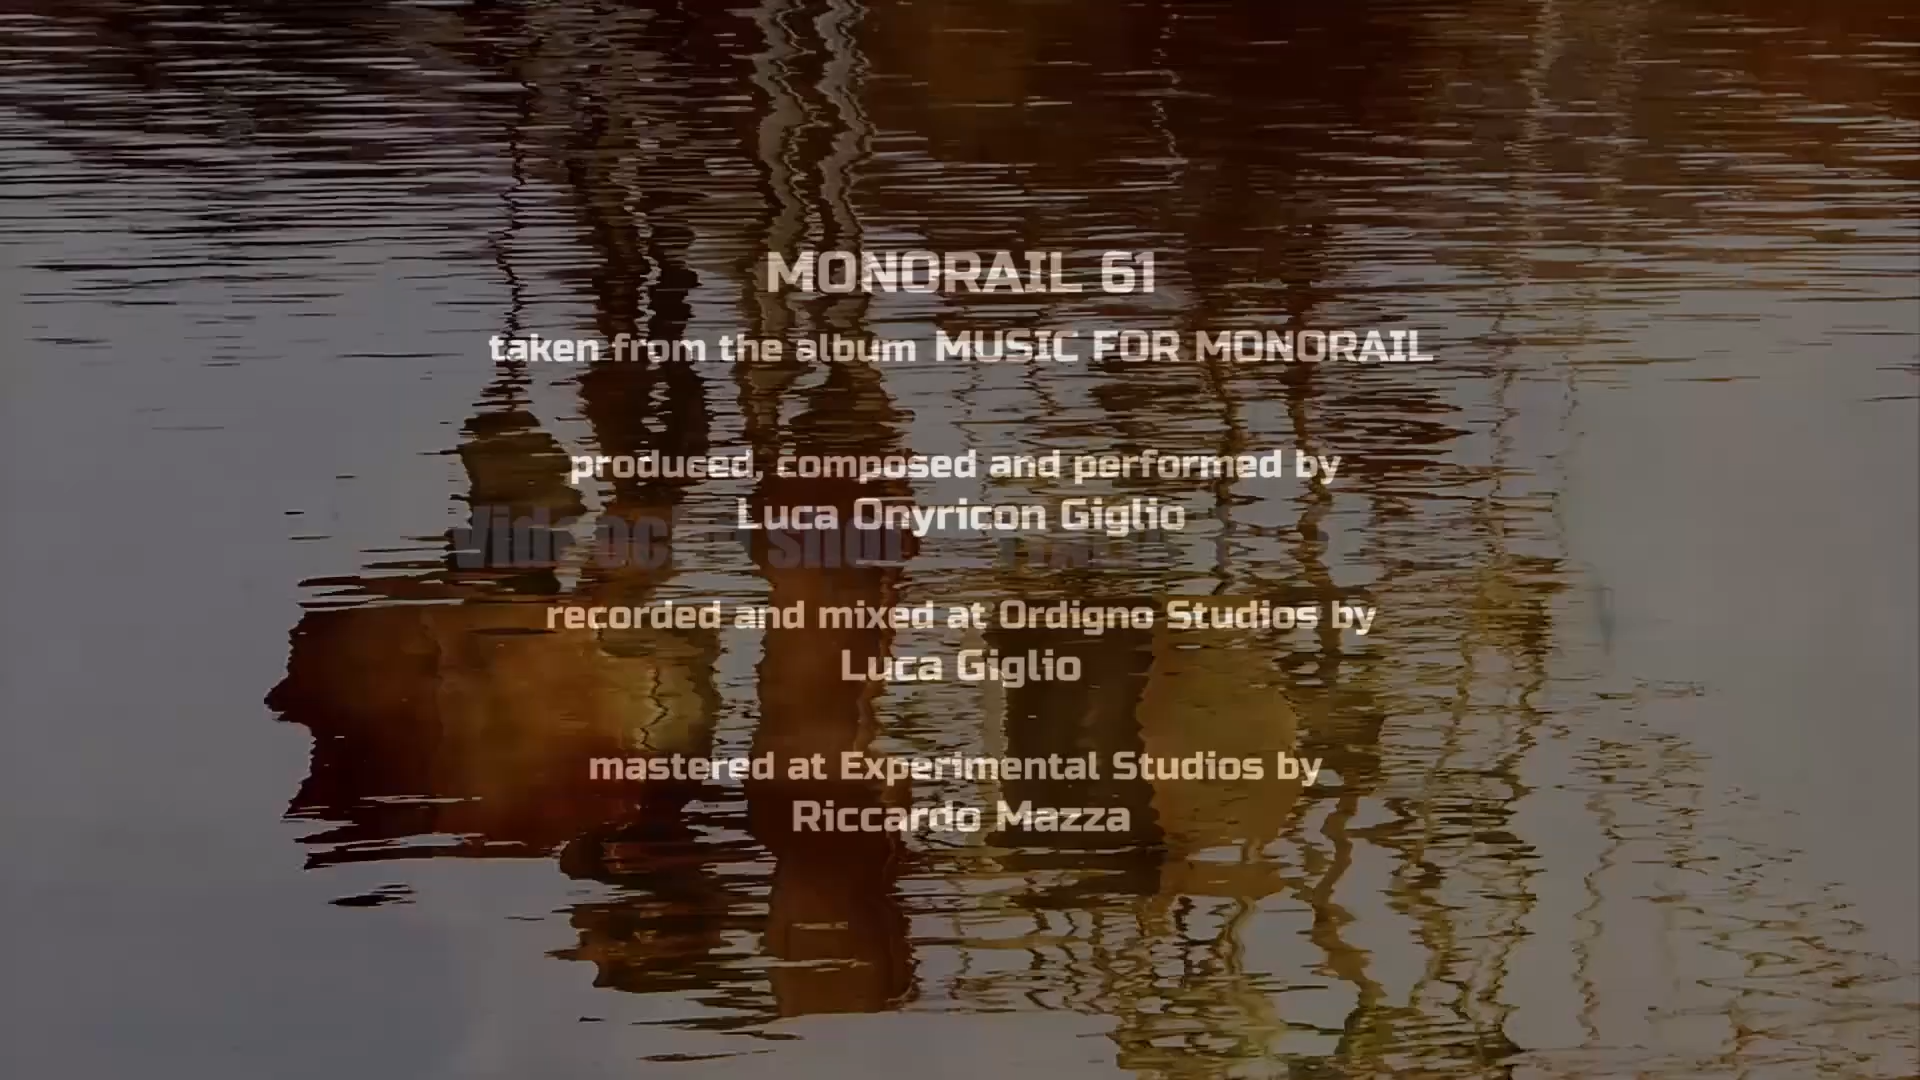 MONORAIL 61
taken from the album MUSIC FOR MONORAIL
produced, composed and performed by
Luca Onyricon Giglio
recorded and mixed at Ordigno Studios by
Luca Giglio
mastered at Experimental Studios by
Riccardo Mazza